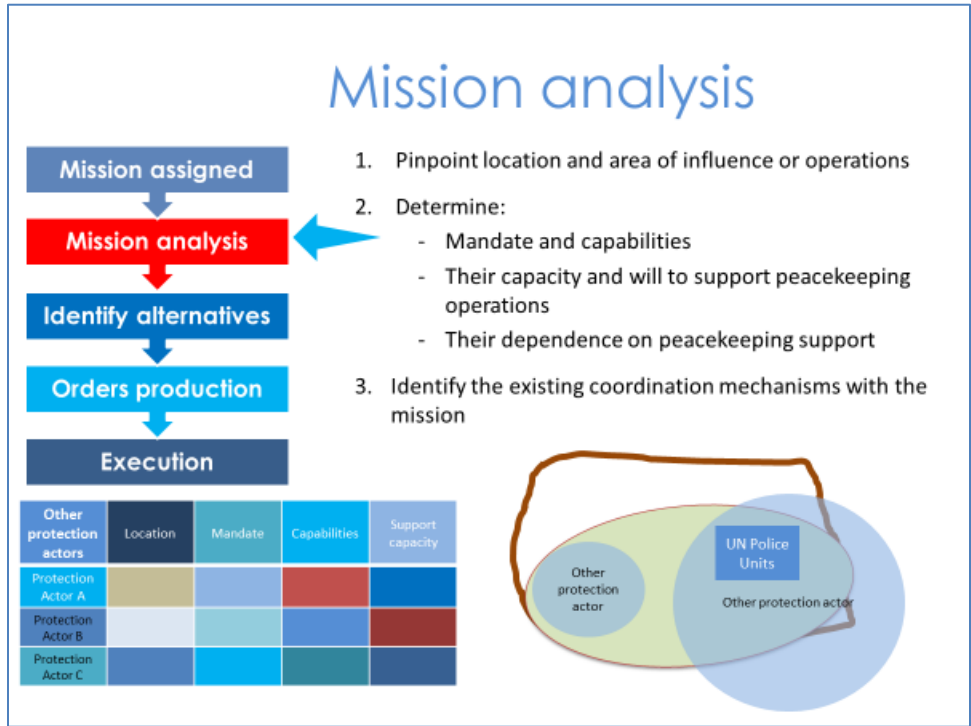 Mission analysis
Mission assigned
Mission analysis
Identify alternatives
Orders production
Execution
1. Pinpoint location and area of influence or operations
2. Determine:
- Mandate and capabilities
- Their capacity and will to support peacekeeping
operations
- Their dependence on peacekeeping support
3. Identify the existing coordination mechanisms with the
mission
Other
protection
actors
Location
Mandate
Capabilities
Support
capacity
Protection
Actor A
Protection
Actor B
Protection
Actor C
Other
protection
actor
UN Police
Units
Other protection actor